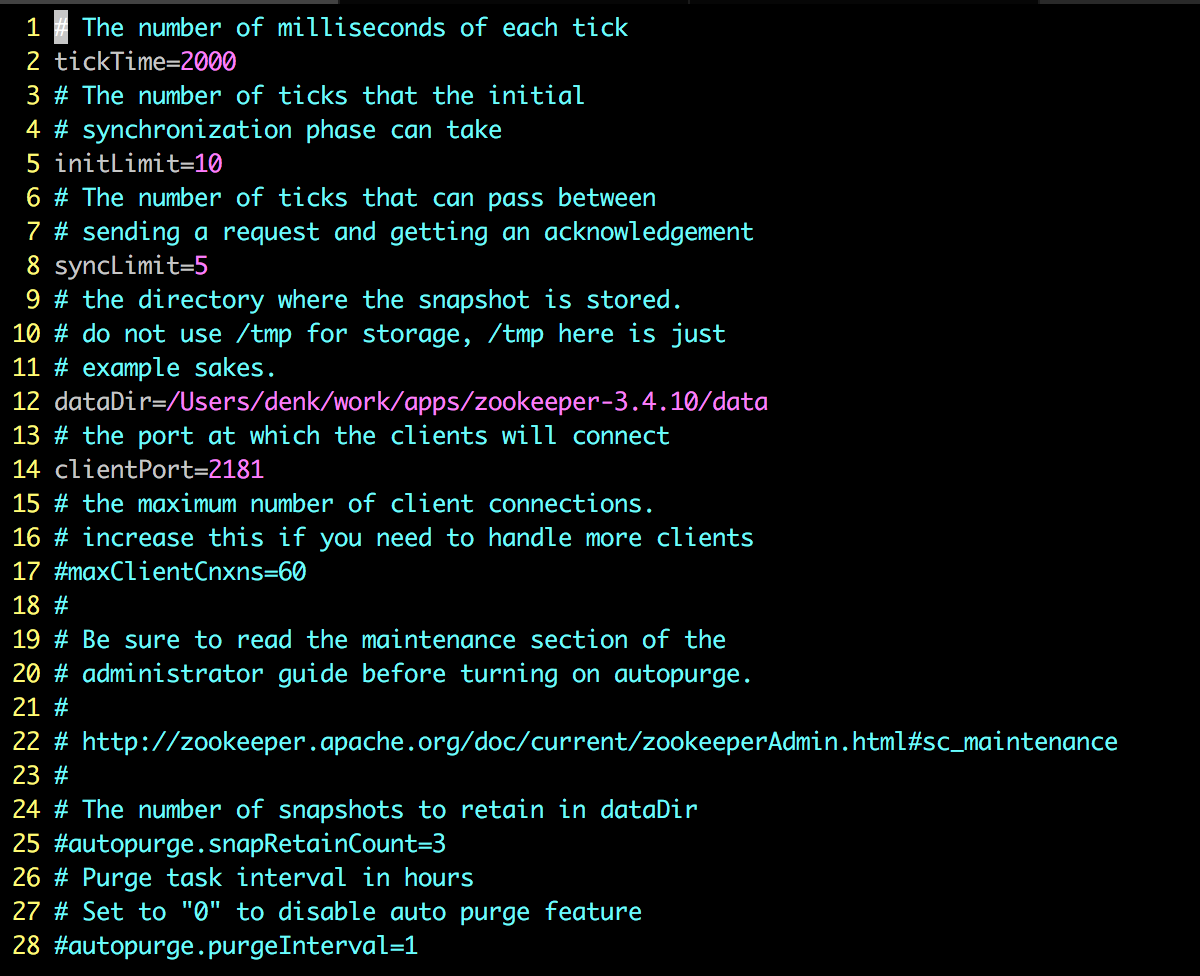 1 # The number of milliseconds of each tick
2 tickTime=2000
3 # The number of ticks that the initial
4 # synchronization phase can take
5 initLimit=10
6 # The number of ticks that can pass between
7 # sending a request and getting an acknowledgement
8 syncLimit=5
9 # the directory where the snapshot is stored.
10 # do not use /tmp for storage, /tmp here is just
11 # example sakes.
12 dataDir=/Users/denk/work/apps/zookeeper-3.4.10/data
13 # the port at which the clients will connect
14 clientPort=2181
15 # the maximum number of client connections.
16 # increase this if you need to handle more clients
17 #maxClientCnxns=60
18 #
19 # Be sure to read the maintenance section of the
20 # administrator guide before turning on autopurge.
21 #
22 # http://zookeeper.apache.org/doc/current/zookeeperAdmin.html#sc_maintenance
23 #
24 # The number of snapshots to retain in dataDir
25 #autopurge.snapRetainCount=3
26 # Purge task interval in hours
27 # Set to "0" to disable auto purge feature
28 #autopurge.purgeInterval=1